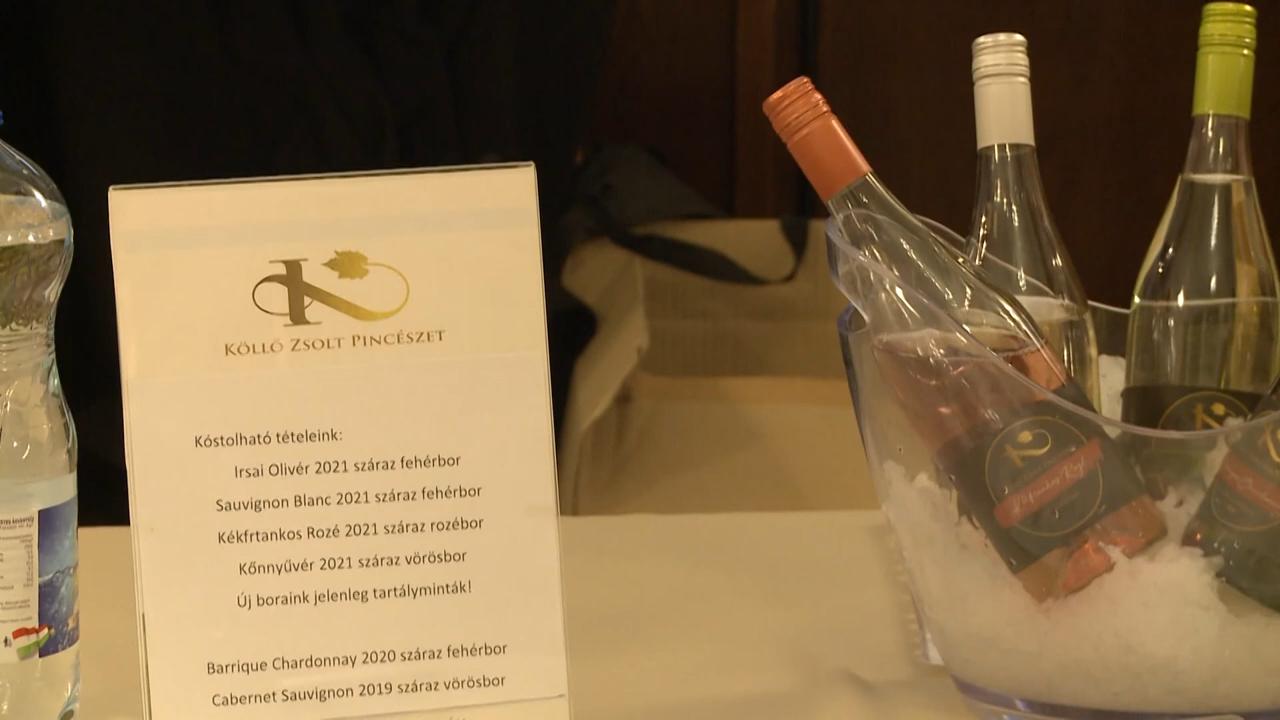 KÖLLŐ ZSOLT PINCÉSZET
Kóstolható tételeink:
Irsai Olivér 2021 száraz fehérbor
Sauvignon Blanc 2021 száraz fehérbor
Kékfrtankos Rozé 2021 száraz rozébor
Kőnnyűvér 2021 száraz vörösbor
Új boraink jelenleg tartályminták!
Barrique Chardonnay 2020 száraz fehérbor
Cabernet Sauvignon 2019 száraz vörösbor